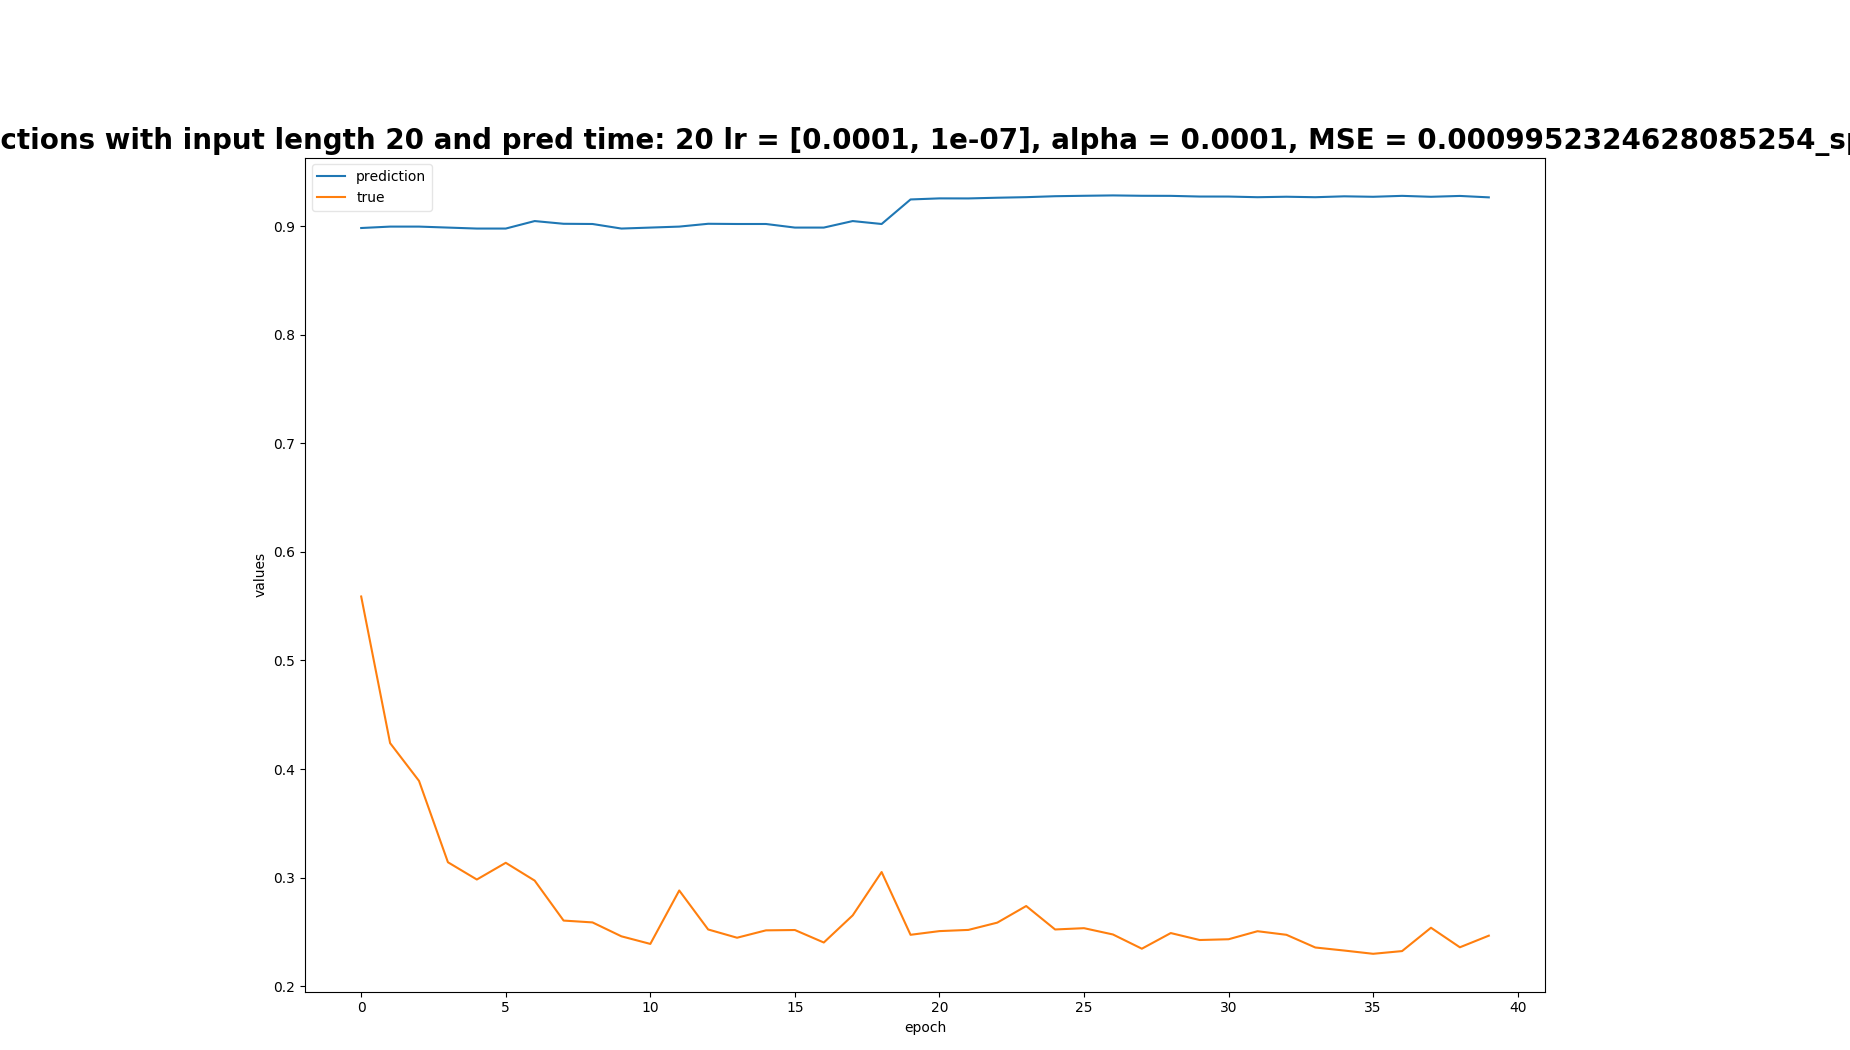 ctions with input length 20 and pred time: 20 lr = [0.0001, 1e-07], alpha = 0.0001, MSE = 0.0009952324628085254_sp
prediction
true
0.9
0.8
0.7
0.6
0.5
0.4
0.3
0.2
values
0 5 10 15 20 25 30 35 40
epoch